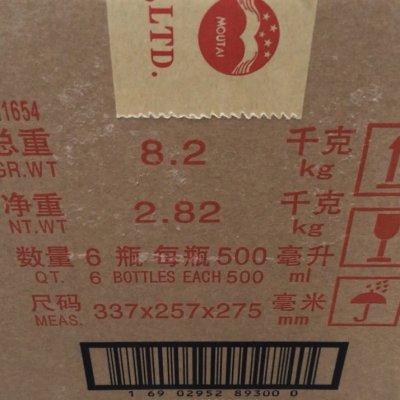 LTD.
MOUTAI
1654
总重 8.2 千克
GR.WT kg
净重 2.82 千克
NT.WT kg
数量 6 瓶 每瓶 500 毫升
QT. 6 BOTTLES EACH 500 ml
尺码 337x257x275 毫米
MEAS. mm
1 69 02952 89300 0